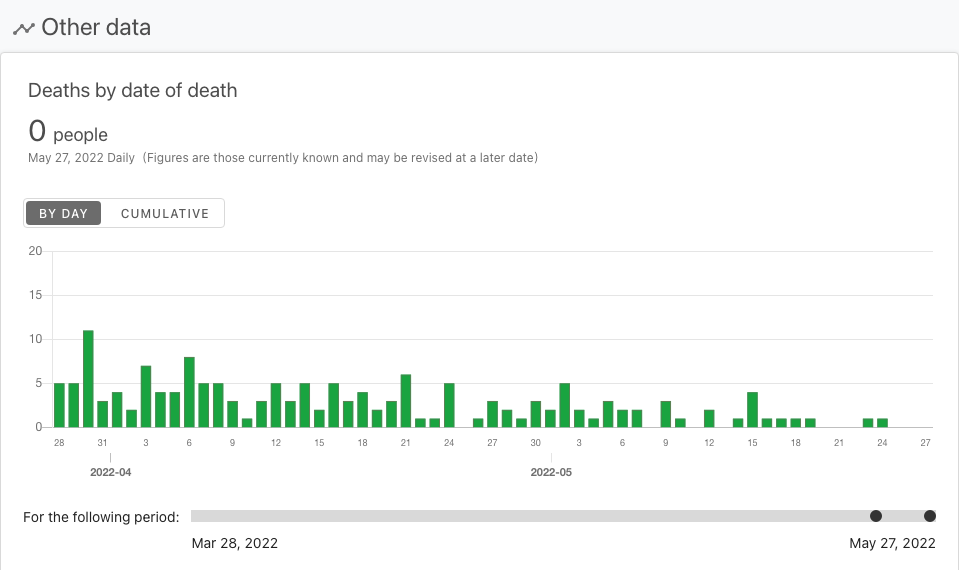 Other data
Deaths by date of death
0 people
May 27, 2022 Daily (Figures are those currently known and may be revised at a later date)
BY DAY CUMULATIVE
20
15
10
5
0
28 31 3 6 9 12 15 18 21 24 27 30 3 6 9 12 15 18 21 24 27
2022-04 2022-05
For the following period:
Mar 28, 2022 May 27, 2022